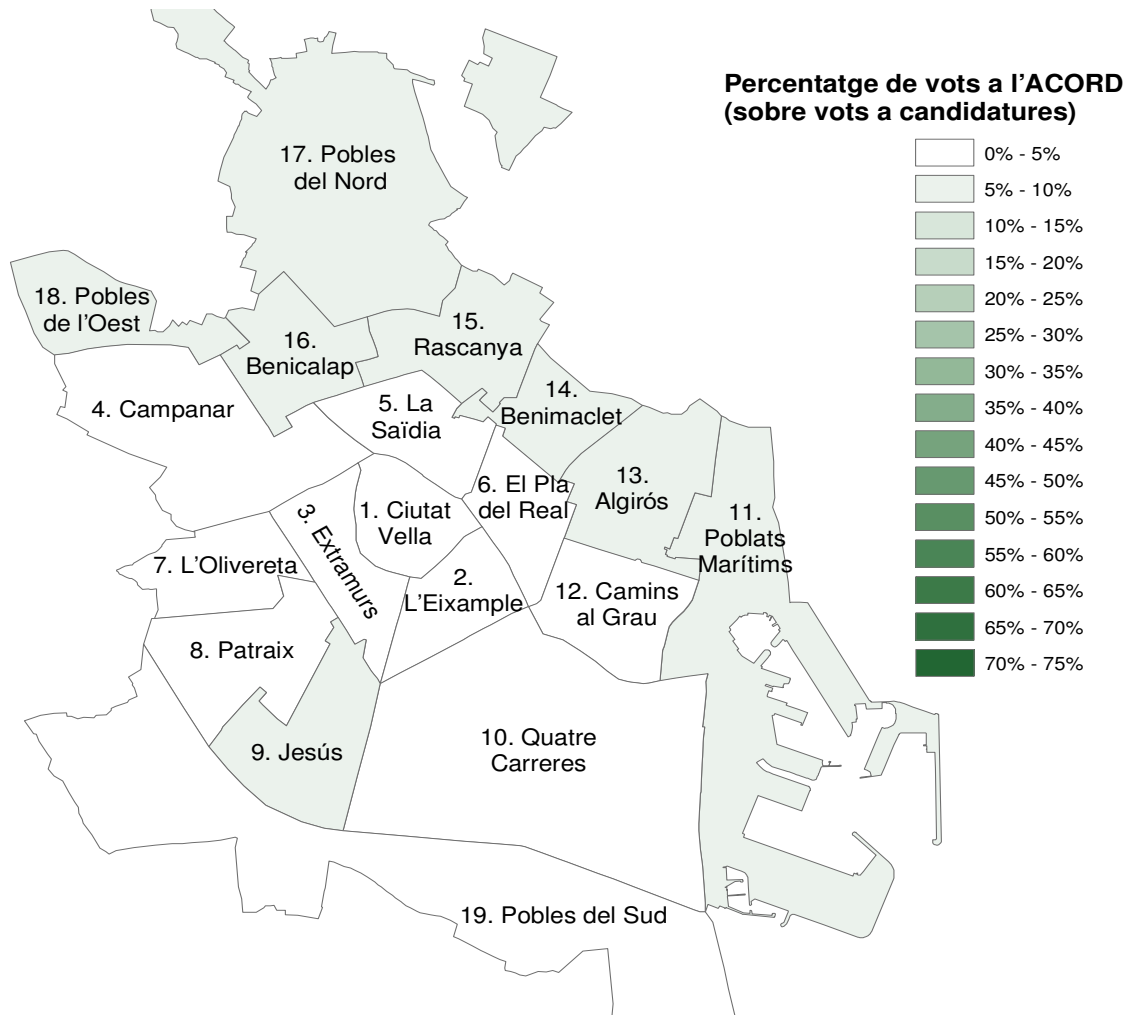 Percentatge de vots a l'ACORD
(sobre vots a candidatures)
0% - 5%
5% - 10%
10% - 15%
15% - 20%
20% - 25%
25% - 30%
30% - 35%
35% - 40%
40% - 45%
45% - 50%
50% - 55%
55% - 60%
60% - 65%
65% - 70%
70% - 75%
17. Pobles
del Nord
18. Pobles
de l'Oest
16.
Benicalap
15.
Rascanya
14.
Benimaclet
4. Campanar
5. La
Saïdia
6. El Pla
del Real
13.
Algirós
11.
Poblats
Marítims
3. Extramurs
1. Ciutat
Vella
7. L'Olivereta
2.
L'Eixample
12. Camins
al Grau
8. Patraix
9. Jesús
10. Quatre
Carreres
19. Pobles del Sud